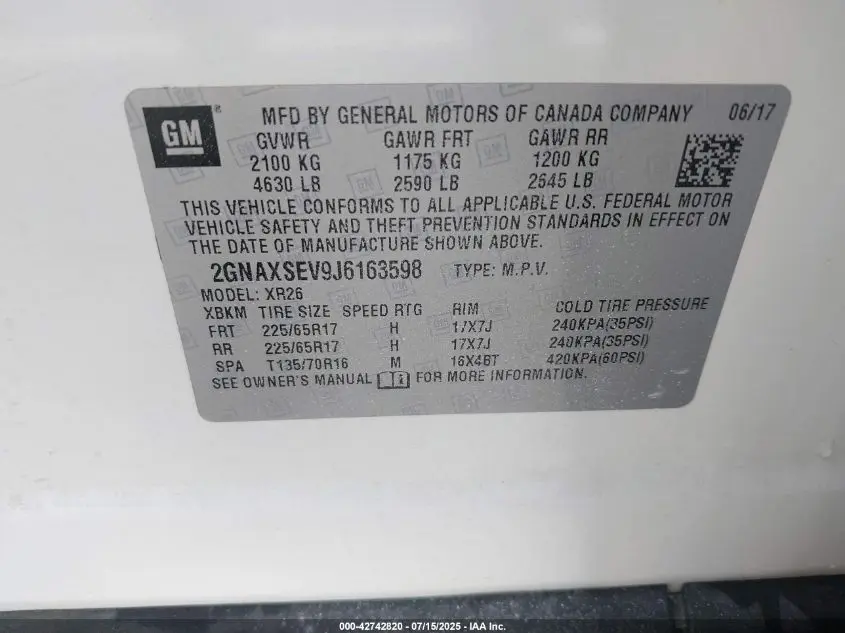 GM ®
MFD BY GENERAL MOTORS OF CANADA COMPANY 06/17
GVWR GAWR FRT GAWR RR
2100 KG 1175 KG 1200 KG
4630 LB 2590 LB 2645 LB
THIS VEHICLE CONFORMS TO ALL APPLICABLE U.S. FEDERAL MOTOR
VEHICLE SAFETY AND THEFT PREVENTION STANDARDS IN EFFECT ON
THE DATE OF MANUFACTURE SHOWN ABOVE.
2GNAXSEV9J6163598 TYPE: M.P.V.
MODEL: XR26
XBKM TIRE SIZE SPEED RTG RIM COLD TIRE PRESSURE
FRT 225/65R17 H 17X7J 240KPA(35PSI)
RR 225/65R17 H 17X7J 240KPA(35PSI)
SPA T135/70R16 M 16X4BT 420KPA(60PSI)
SEE OWNER'S MANUAL FOR MORE INFORMATION.
000-42742820 - 07/15/2025 - IAA Inc.